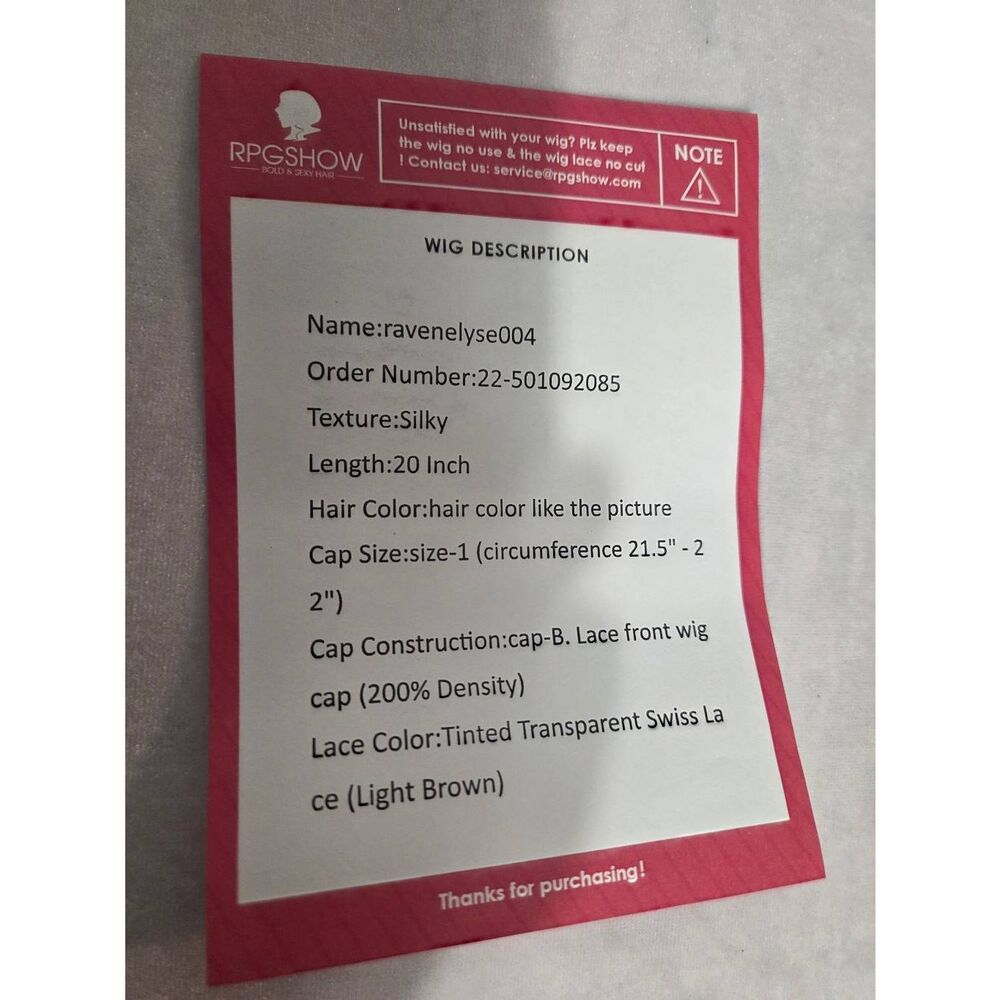 RPGSHOW
BOLD & SEXY HAIR
Unsatisfied with your wig? Plz keep
the wig no use & the wig lace no cut
! Contact us: service@rpgshow.com
NOTE
!
WIG DESCRIPTION
Name:ravenelyse004
Order Number:22-501092085
Texture:Silky
Length:20 Inch
Hair Color:hair color like the picture
Cap Size:size-1 (circumference 21.5" - 2
2")
Cap Construction:cap-B. Lace front wig
cap (200% Density)
Lace Color:Tinted Transparent Swiss La
ce (Light Brown)
Thanks for purchasing!